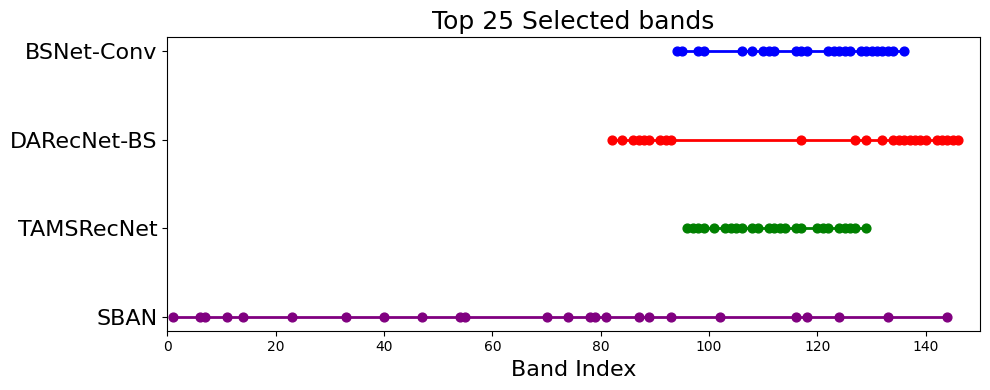 Top 25 Selected bands
BSNet-Conv
DARecNet-BS
TAMSRecNet
SBAN
0 20 40 60 80 100 120 140
Band Index